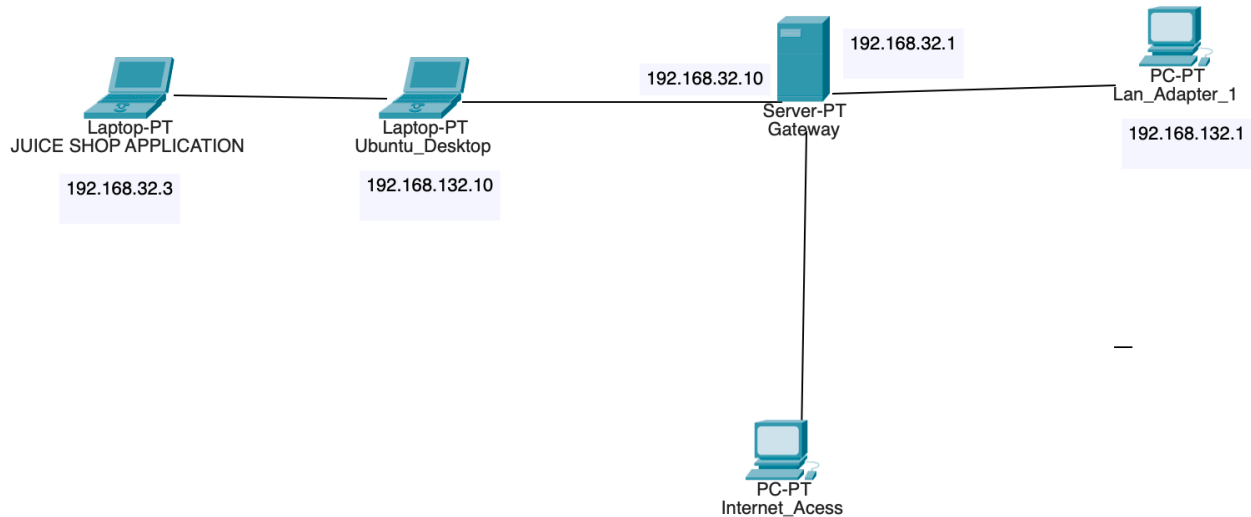 Laptop-PT
JUICE SHOP APPLICATION
192.168.32.3
Laptop-PT
Ubuntu_Desktop
192.168.132.10
192.168.32.10
192.168.32.1
Server-PT
Gateway
PC-PT
Lan_Adapter_1
192.168.132.1
PC-PT
Internet_Acess